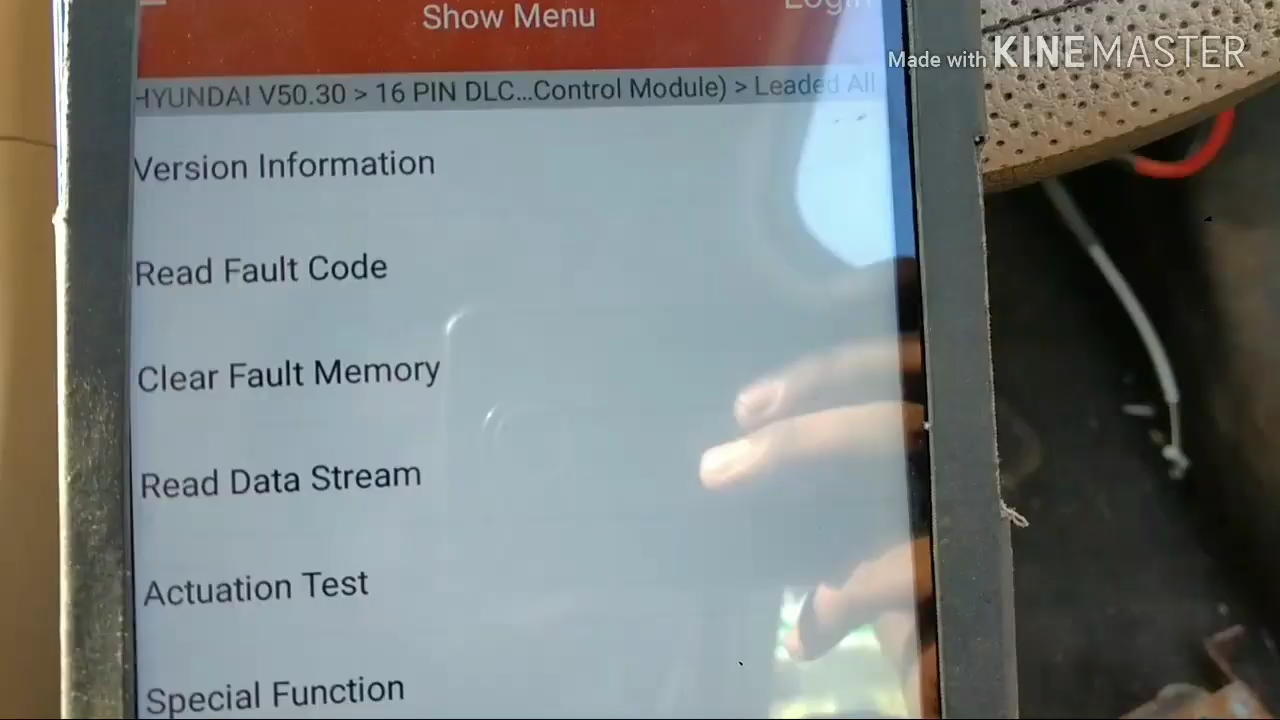 Show Menu
Login
Made with KINEMASTER
HYUNDAI V50.30 > 16 PIN DLC...Control Module) > Leaded All
Version Information
Read Fault Code
Clear Fault Memory
Read Data Stream
Actuation Test
Special Function